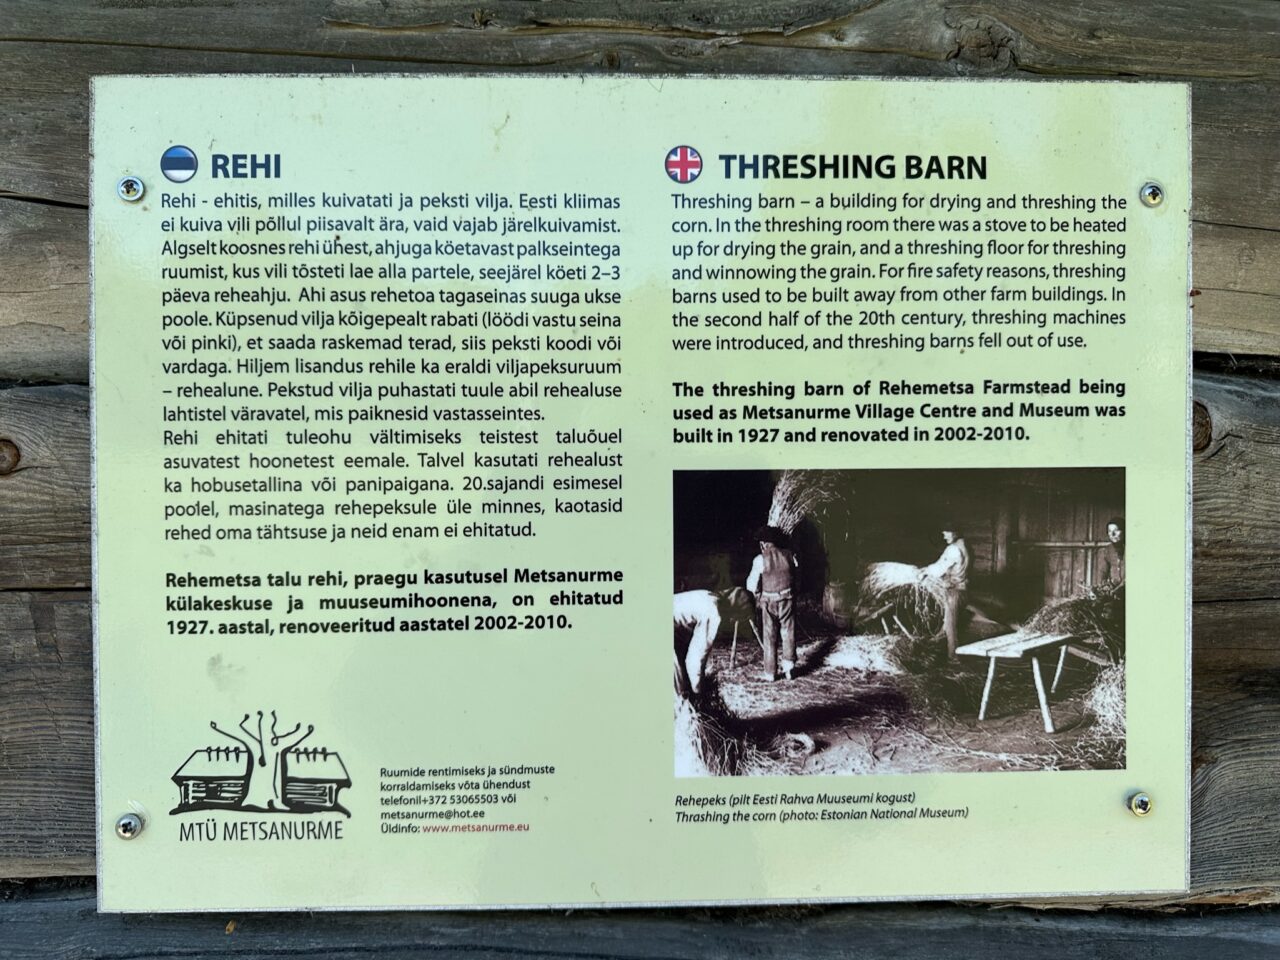 REHI
Rehi - ehitis, milles kuivatati ja peksti vilja. Eesti kliimas
ei kuiva vili põllul piisavalt ära, vaid vajab järelkuivamist.
Algselt koosnes rehi ühest, ahjuga köetavast palkseintega
ruumist, kus vili tõsteti lae alla partele, seejärel köeti 2–3
päeva reheahju. Ahi asus rehetoa tagaseinas suuga ukse
poole. Küpsenud vilja kõigepealt rabati (löödi vastu seina
või pinki), et saada raskemad terad, siis peksti koodi või
vardaga. Hiljem lisandus rehile ka eraldi viljapeksuruum
– rehealune. Pekstud vilja puhastati tuule abil rehealuse
lahtistel väravatel, mis paiknesid vastasseintes.
Rehi ehitati tuleohu vältimiseks teistest taluõuel
asuvatest hoonetest eemale. Talvel kasutati rehealust
ka hobusetallina või panipaigana. 20.sajandi esimesel
poolel, masinatega rehepeksule üle minnes, kaotasid
rehed oma tähtsuse ja neid enam ei ehitatud.
Rehemetsa talu rehi, praegu kasutusel Metsanurme
külakeskuse ja muuseumihoonena, on ehitatud
1927. aastal, renoveeritud aastatel 2002-2010.
MTÜ METSANURME
Ruumide rentimiseks ja sündmuste
korraldamiseks võta ühendust
telefonil+372 53065503 või
metsanurme@hot.ee
Üldinfo: www.metsanurme.eu
THRESHING BARN
Threshing barn – a building for drying and threshing the
corn. In the threshing room there was a stove to be heated
up for drying the grain, and a threshing floor for threshing
and winnowing the grain. For fire safety reasons, threshing
barns used to be built away from other farm buildings. In
the second half of the 20th century, threshing machines
were introduced, and threshing barns fell out of use.
The threshing barn of Rehemetsa Farmstead being
used as Metsanurme Village Centre and Museum was
built in 1927 and renovated in 2002-2010.
Rehepeks (pilt Eesti Rahva Muuseumi kogust)
Thrashing the corn (photo: Estonian National Museum)